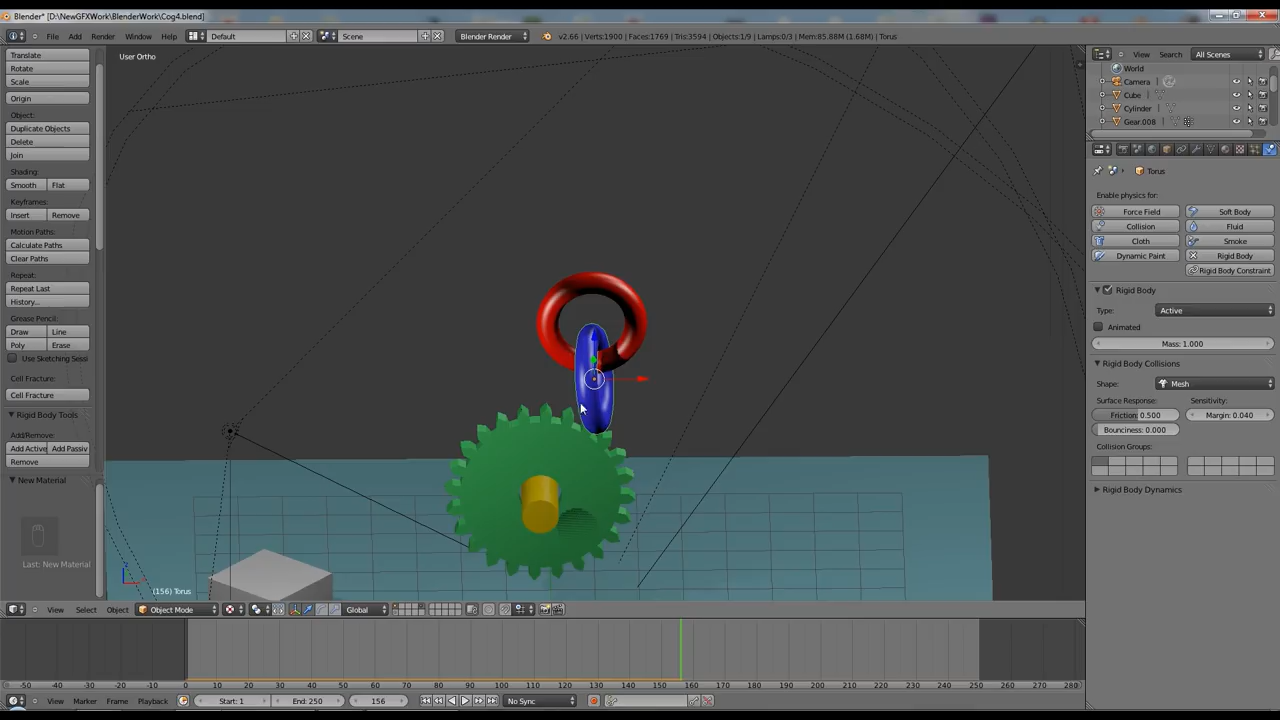 Blender* [D:\NewGFXWork\BlenderWork\Cog4.blend]
File Add Render Window Help Default Scene Blender Render v2.66 | Verts:1900 | Faces:1769 | Tris:3594 | Objects:1/9 | Lamps:0/3 | Mem:85.88M (1.68M) | Torus
User Ortho
Translate
Rotate
Scale
Origin
Object:
Duplicate Objects
Delete
Join
Shading:
Smooth Flat
Keyframes:
Insert Remove
Motion Paths:
Calculate Paths
Clear Paths
Repeat:
Repeat Last
History...
Grease Pencil:
Draw Line
Poly Erase
Use Sketching Sessi
Cell Fracture:
Cell Fracture
Rigid Body Tools
Add/Remove:
Add Active Add Passiv
Remove
New Material
Last: New Material
(156) Torus
View Select Object Object Mode Global
View Search All Scenes
World
Camera
Cube
Cylinder
Gear.008
Torus
Enable physics for:
Force Field Soft Body
Collision Fluid
Cloth Smoke
Dynamic Paint Rigid Body
Rigid Body Constraint
Rigid Body
Type: Active
Animated
Mass: 1.000
Rigid Body Collisions
Shape: Mesh
Surface Response: Sensitivity:
Friction: 0.500 Margin: 0.040
Bounciness: 0.000
Collision Groups:
Rigid Body Dynamics
-50 -40 -30 -20 -10 0 10 20 30 40 50 60 70 80 90 100 110 120 130 140 150 160 170 180 190 200 210 220 230 240 250 260 270 280
View Marker Frame Playback Start: 1 End: 250 156 No Sync